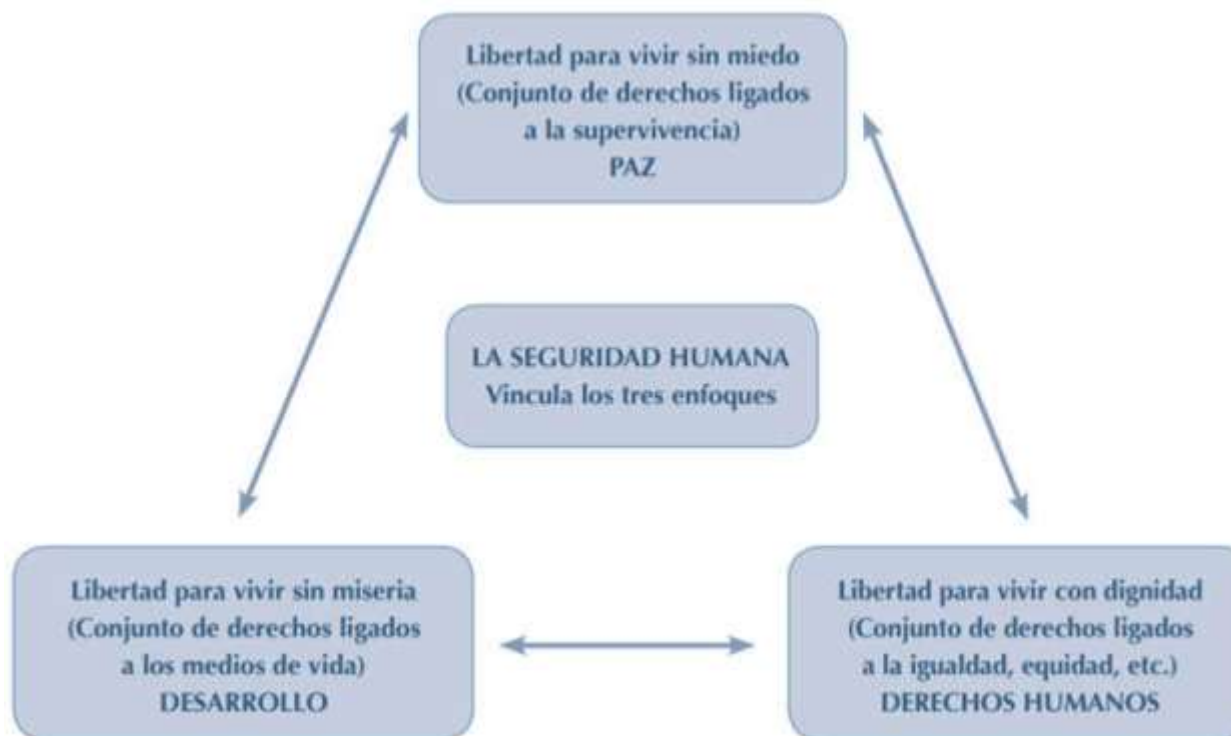 Libertad para vivir sin miedo
(Conjunto de derechos ligados
a la supervivencia)
PAZ
LA SEGURIDAD HUMANA
Vincula los tres enfoques
Libertad para vivir sin miseria
(Conjunto de derechos ligados
a los medios de vida)
DESARROLLO
Libertad para vivir con dignidad
(Conjunto de derechos ligados
a la igualdad, equidad, etc.)
DERECHOS HUMANOS